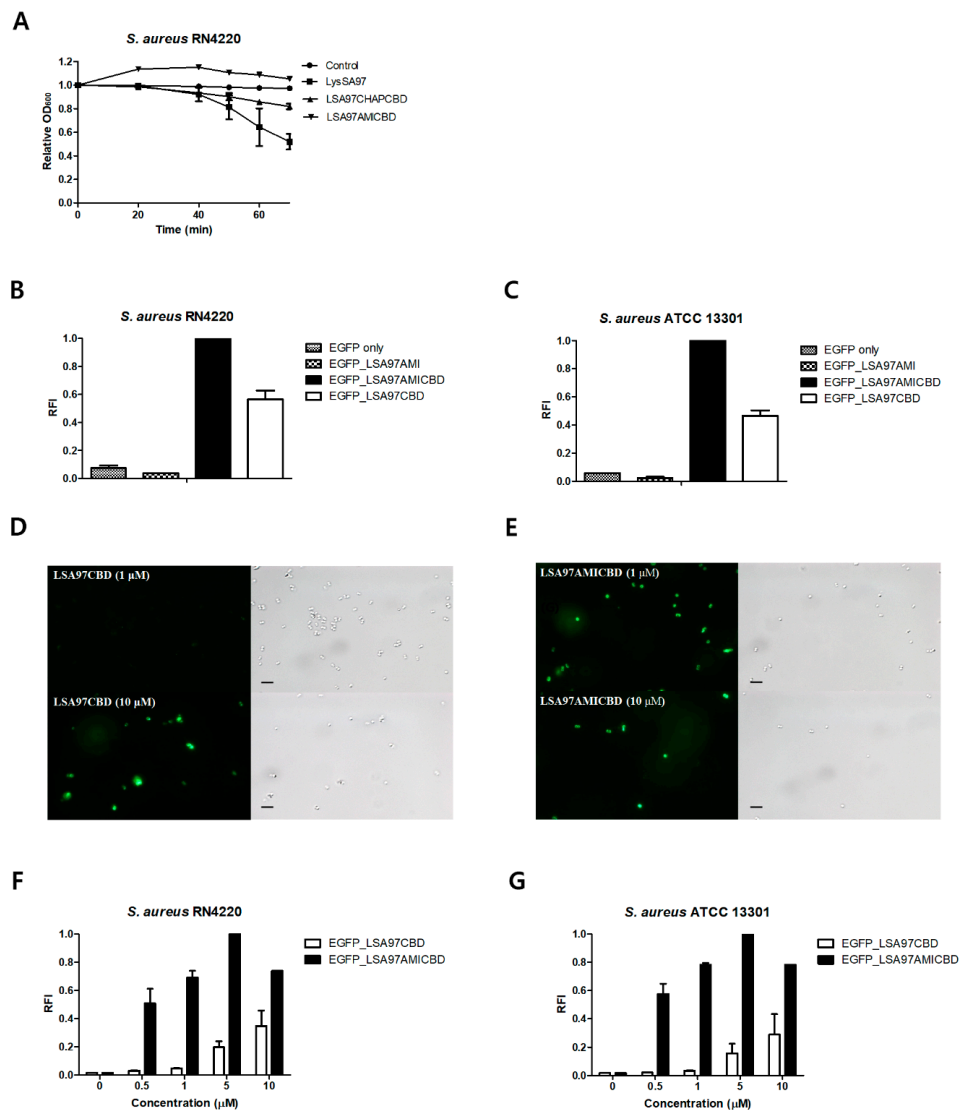 A
S. aureus RN4220
Relative OD600
1.2
1.0
0.8
0.6
0.4
0.2
0.0
0 20 40 60
Time (min)
Control
LysSA97
LSA97CHAPCBD
LSA97AMICBD
B
S. aureus RN4220
RFI
1.0
0.8
0.6
0.4
0.2
0.0
EGFP only
EGFP_LSA97AMI
EGFP_LSA97AMICBD
EGFP_LSA97CBD
C
S. aureus ATCC 13301
RFI
1.0
0.8
0.6
0.4
0.2
0.0
EGFP only
EGFP_LSA97AMI
EGFP_LSA97AMICBD
EGFP_LSA97CBD
D
LSA97CBD (1 μM)
LSA97CBD (10 μM)
E
LSA97AMICBD (1 μM)
LSA97AMICBD (10 μM)
F
S. aureus RN4220
RFI
1.0
0.8
0.6
0.4
0.2
0.0
0 0.5 1 5 10
Concentration (μM)
EGFP_LSA97CBD
EGFP_LSA97AMICBD
G
S. aureus ATCC 13301
RFI
1.0
0.8
0.6
0.4
0.2
0.0
0 0.5 1 5 10
Concentration (μM)
EGFP_LSA97CBD
EGFP_LSA97AMICBD